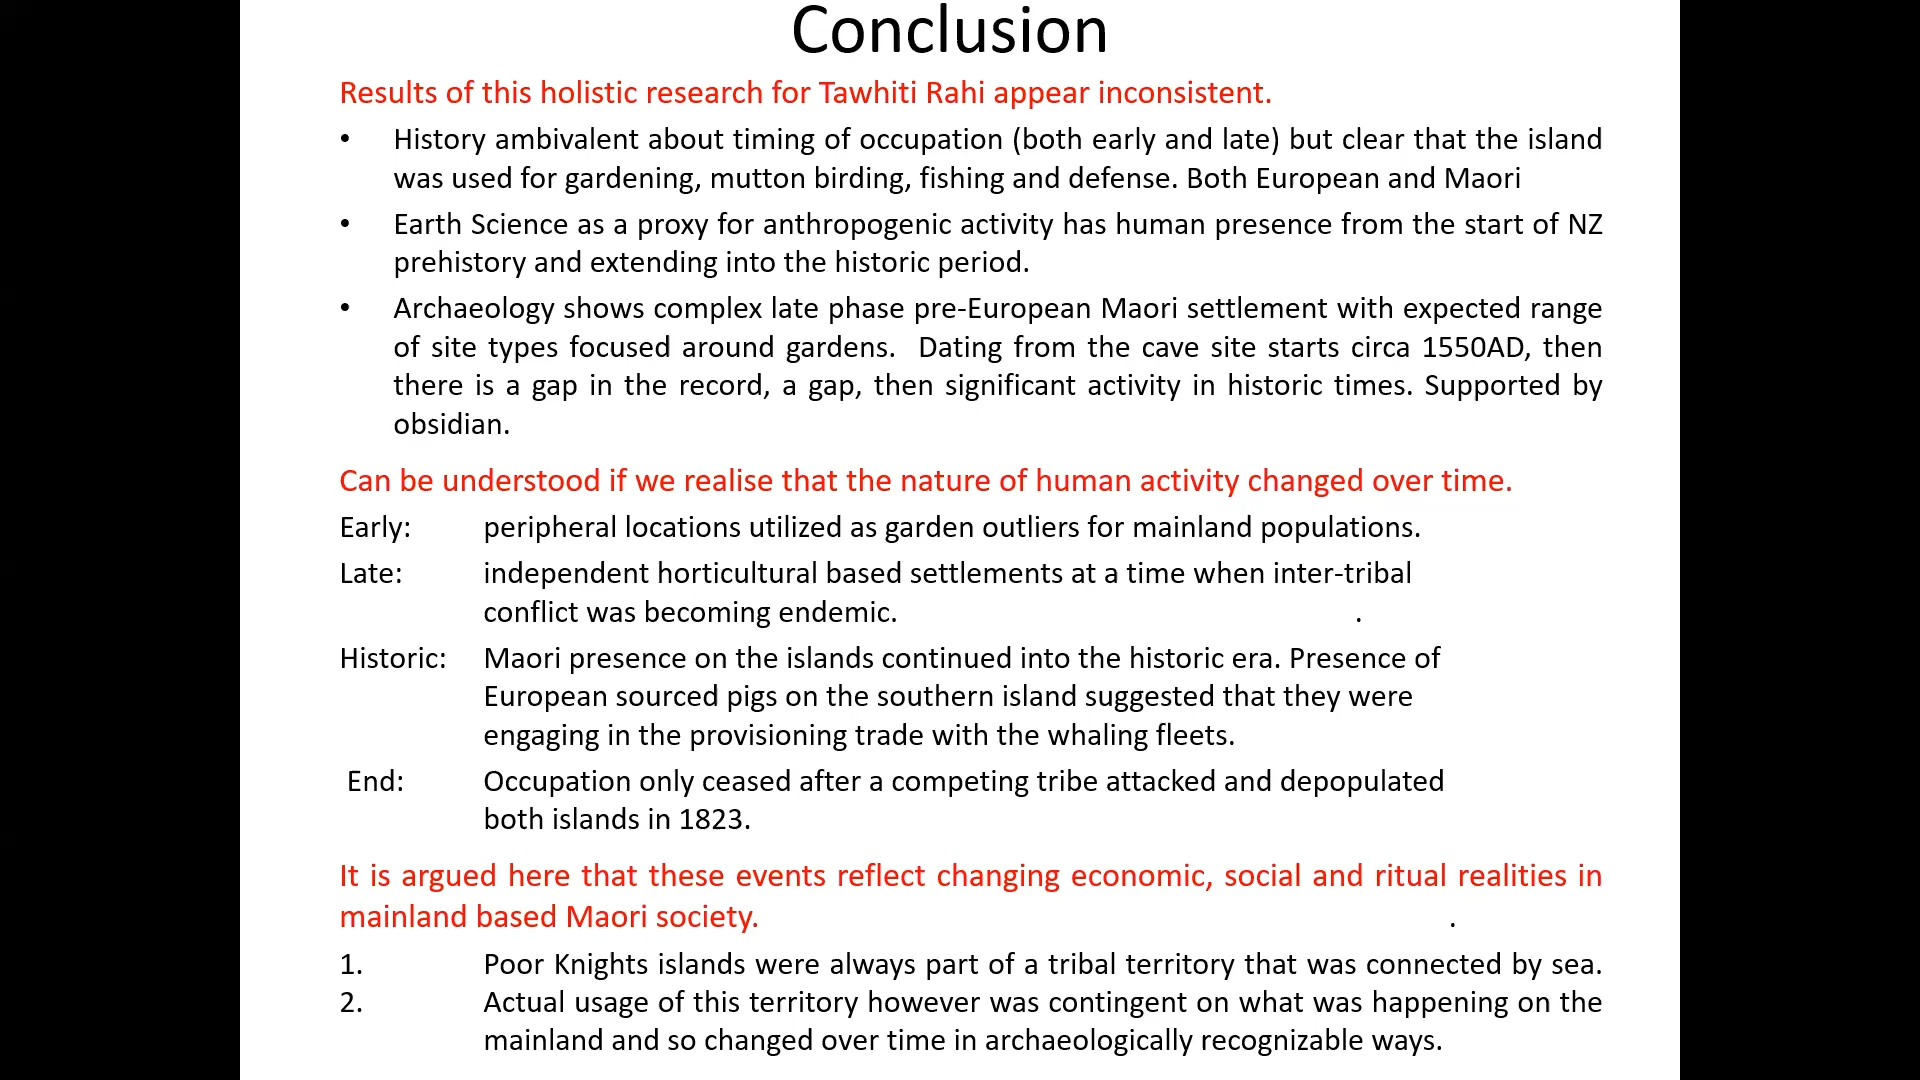 Conclusion
Results of this holistic research for Tawhiti Rahi appear inconsistent.
• History ambivalent about timing of occupation (both early and late) but clear that the island
was used for gardening, mutton birding, fishing and defense. Both European and Maori
• Earth Science as a proxy for anthropogenic activity has human presence from the start of NZ
prehistory and extending into the historic period.
• Archaeology shows complex late phase pre-European Maori settlement with expected range
of site types focused around gardens. Dating from the cave site starts circa 1550AD, then
there is a gap in the record, a gap, then significant activity in historic times. Supported by
obsidian.
Can be understood if we realise that the nature of human activity changed over time.
Early: peripheral locations utilized as garden outliers for mainland populations.
Late: independent horticultural based settlements at a time when inter-tribal
conflict was becoming endemic. .
Historic: Maori presence on the islands continued into the historic era. Presence of
European sourced pigs on the southern island suggested that they were
engaging in the provisioning trade with the whaling fleets.
End: Occupation only ceased after a competing tribe attacked and depopulated
both islands in 1823.
It is argued here that these events reflect changing economic, social and ritual realities in
mainland based Maori society. .
1. Poor Knights islands were always part of a tribal territory that was connected by sea.
2. Actual usage of this territory however was contingent on what was happening on the
mainland and so changed over time in archaeologically recognizable ways.